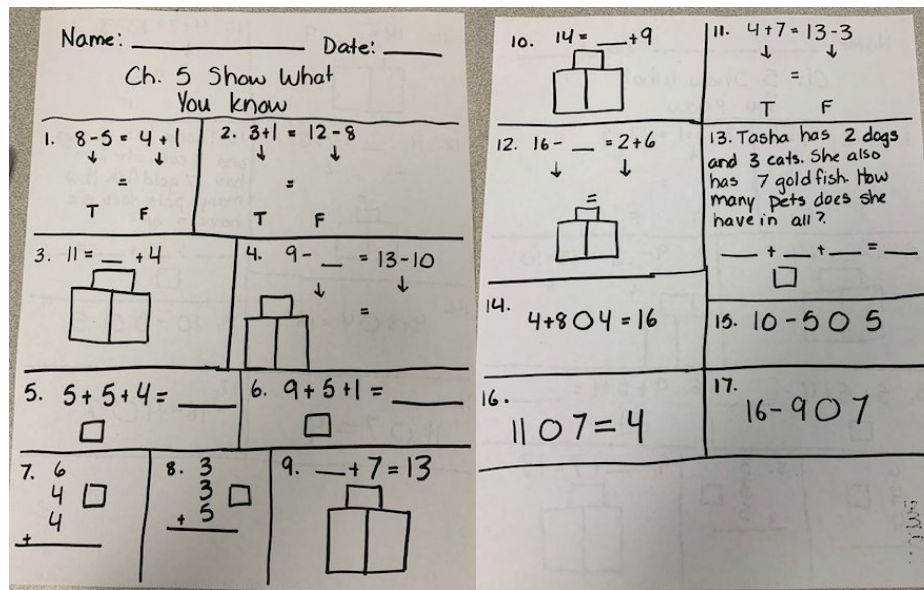 Name: ____________ Date: ____
Ch. 5 Show What
You Know
1. 8-5 = 4+1
=
T F
2. 3+1 = 12-8
=
T F
3. 11 = __ +4
4. 9- __ = 13-10
=
5. 5+5+4= ____
6. 9+5+1= ____
7. 6
4
+ 4
8. 3
3
+ 5
9. __+7=13
10. 14= __+9
11. 4+7=13-3
=
T F
12. 16- __ =2+6
=
13. Tasha has 2 dogs
and 3 cats. She also
has 7 goldfish. How
many pets does she
have in all?
__ + __ + __ = __
14.
4+8○4=16
15. 10-5○5
16.
11○7=4
17.
16-9○7